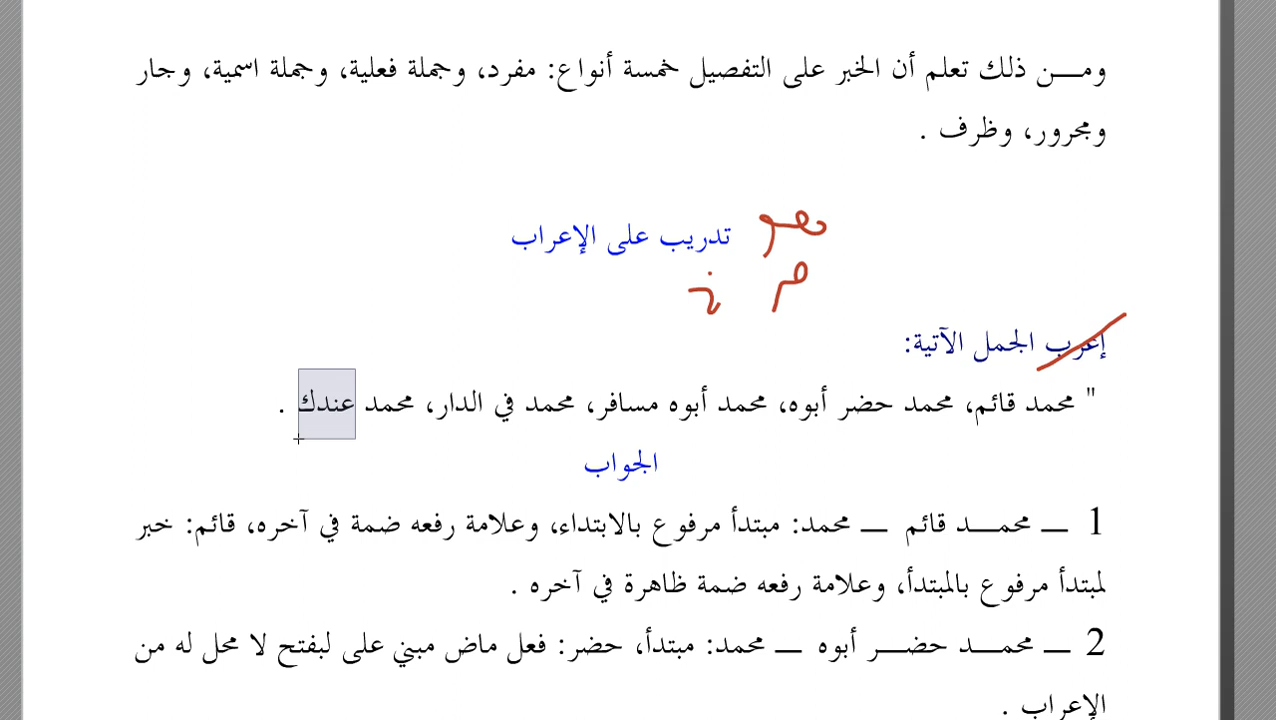 ومـــن ذلك تعلم أن الخبر على التفصيل خمسة أنواع: مفرد، وجملة فعلية، وجملة اسمية، وجار
ومجرور، وظرف .
تدريب على الإعراب
إعرب الجمل الآتية:
" محمد قائم، محمد حضر أبوه، محمد أبوه مسافر، محمد في الدار، محمد عندك .
الجواب
1 ــ محمـــد قائم ــ محمد: مبتدأ مرفوع بالابتداء، وعلامة رفعه ضمة في آخره، قائم: خبر
لمبتدأ مرفوع بالمبتدأ، وعلامة رفعه ضمة ظاهرة في آخره .
2 ــ محمـــد حضـــر أبوه ــ محمد: مبتدأ، حضر: فعل ماض مبني على لبفتح لا محل له من
الإعراب .